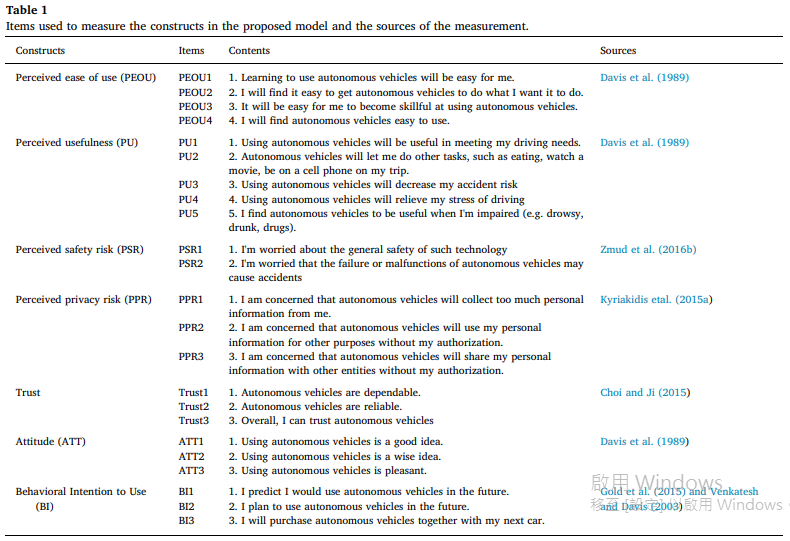 Table 1
Items used to measure the constructs in the proposed model and the sources of the measurement.
Constructs Items Contents Sources
Perceived ease of use (PEOU) PEOU1 1. Learning to use autonomous vehicles will be easy for me. Davis et al. (1989)
PEOU2 2. I will find it easy to get autonomous vehicles to do what I want it to do.
PEOU3 3. It will be easy for me to become skillful at using autonomous vehicles.
PEOU4 4. I will find autonomous vehicles easy to use.
Perceived usefulness (PU) PU1 1. Using autonomous vehicles will be useful in meeting my driving needs. Davis et al. (1989)
PU2 2. Autonomous vehicles will let me do other tasks, such as eating, watch a
movie, be on a cell phone on my trip.
PU3 3. Using autonomous vehicles will decrease my accident risk
PU4 4. Using autonomous vehicles will relieve my stress of driving
PU5 5. I find autonomous vehicles to be useful when I'm impaired (e.g. drowsy,
drunk, drugs).
Perceived safety risk (PSR) PSR1 1. I'm worried about the general safety of such technology Zmud et al. (2016b)
PSR2 2. I'm worried that the failure or malfunctions of autonomous vehicles may
cause accidents
Perceived privacy risk (PPR) PPR1 1. I am concerned that autonomous vehicles will collect too much personal Kyriakidis etal. (2015a)
information from me.
PPR2 2. I am concerned that autonomous vehicles will use my personal
information for other purposes without my authorization.
PPR3 3. I am concerned that autonomous vehicles will share my personal
information with other entities without my authorization.
Trust Trust1 1. Autonomous vehicles are dependable. Choi and Ji (2015)
Trust2 2. Autonomous vehicles are reliable.
Trust3 3. Overall, I can trust autonomous vehicles
Attitude (ATT) ATT1 1. Using autonomous vehicles is a good idea. Davis et al. (1989)
ATT2 2. Using autonomous vehicles is a wise idea.
ATT3 3. Using autonomous vehicles is pleasant.
啟用 Windows
Behavioral Intention to Use BI1 1. I predict I would use autonomous vehicles in the future. Gold et al. (2015) and Venkatesh
(BI) BI2 2. I plan to use autonomous vehicles in the future. and Davis (2003)
移至 [設定] 以啟用 Windows。
BI3 3. I will purchase autonomous vehicles together with my next car.